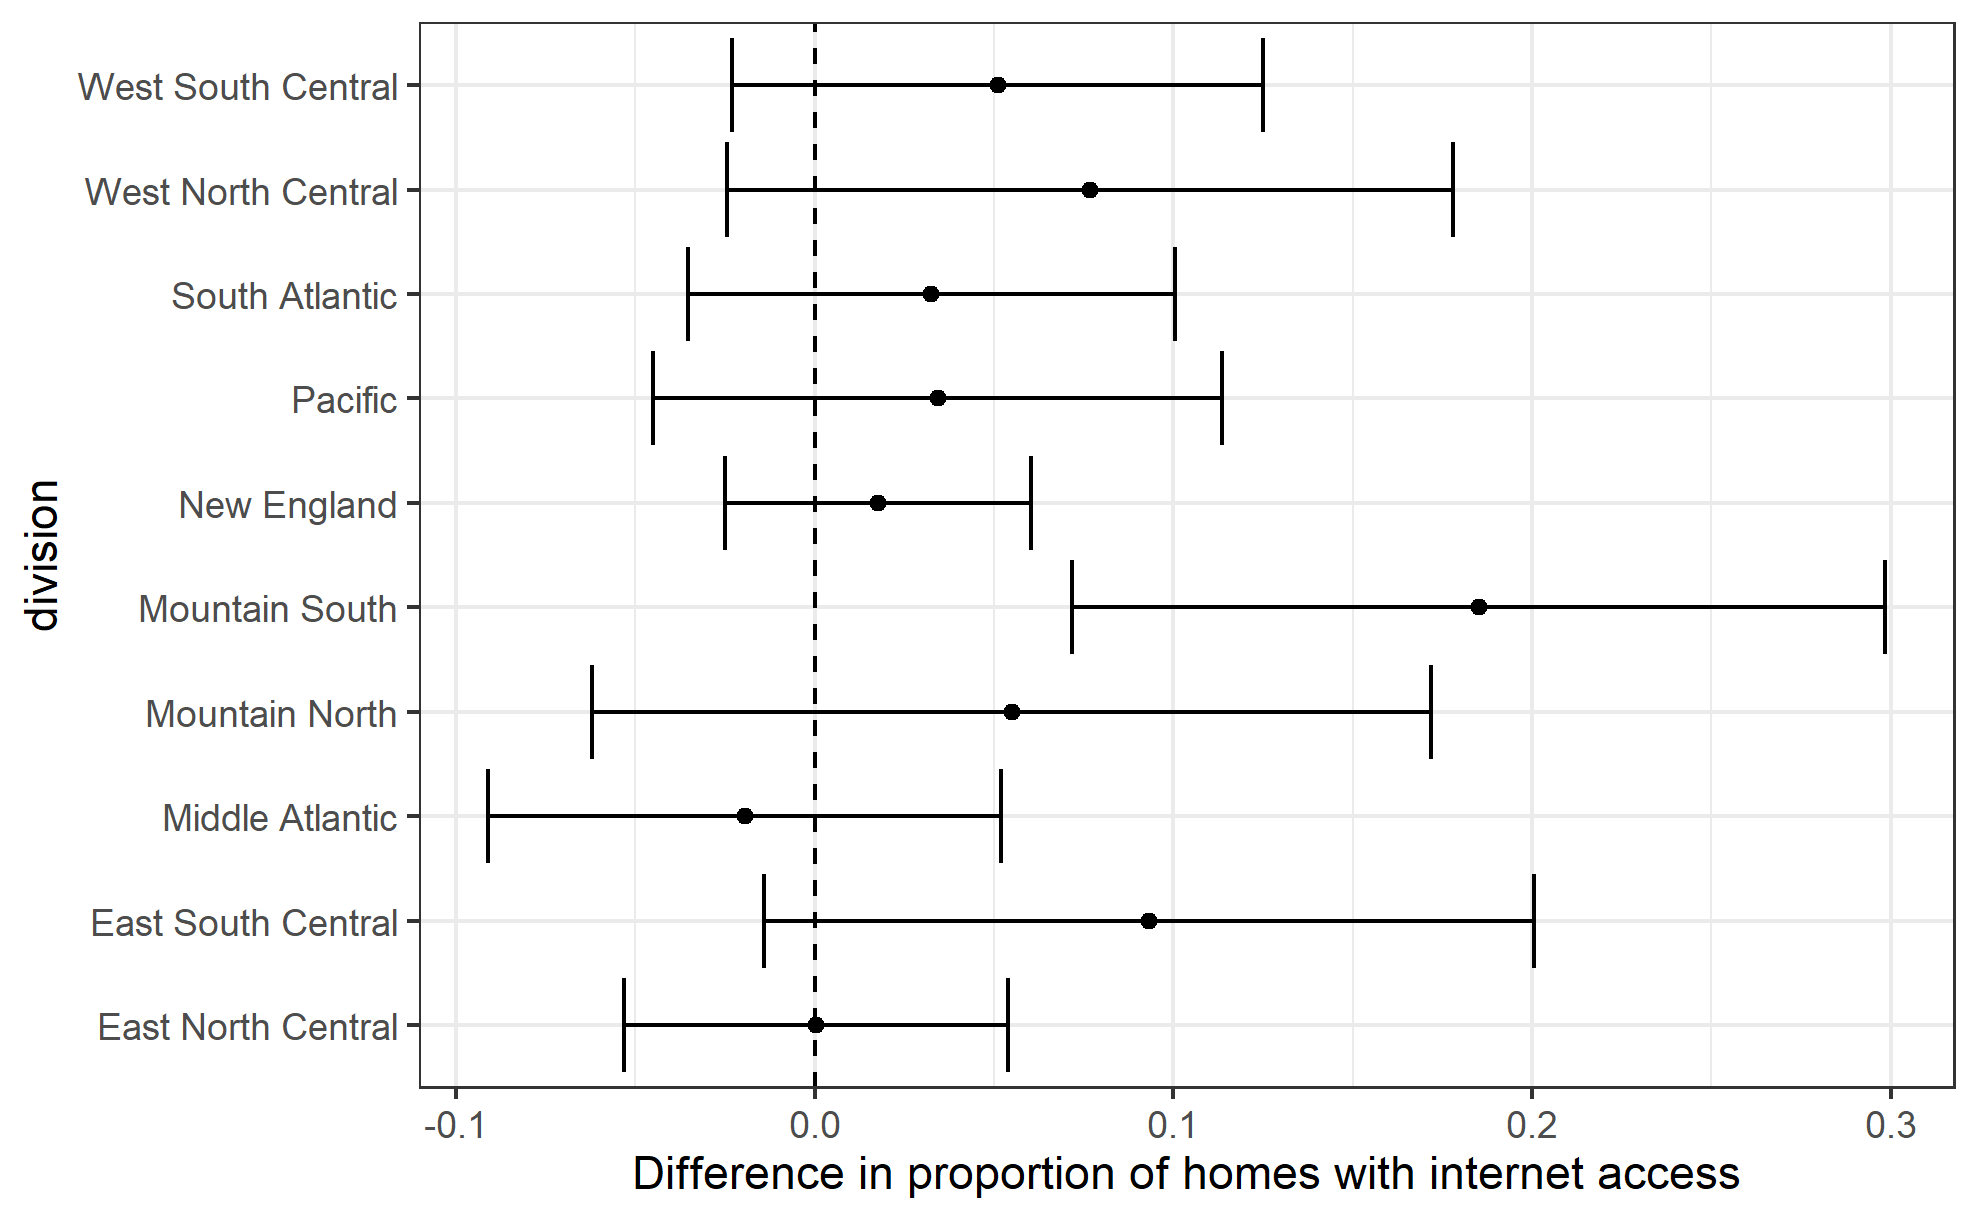 West South Central
West North Central
South Atlantic
Pacific
New England
Mountain South
Mountain North
Middle Atlantic
East South Central
East North Central
division
-0.1 0.0 0.1 0.2 0.3
Difference in proportion of homes with internet access